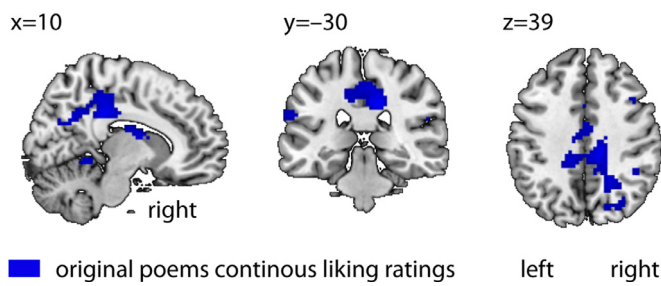 x=10 y=–30 z=39
right
original poems continous liking ratings left right